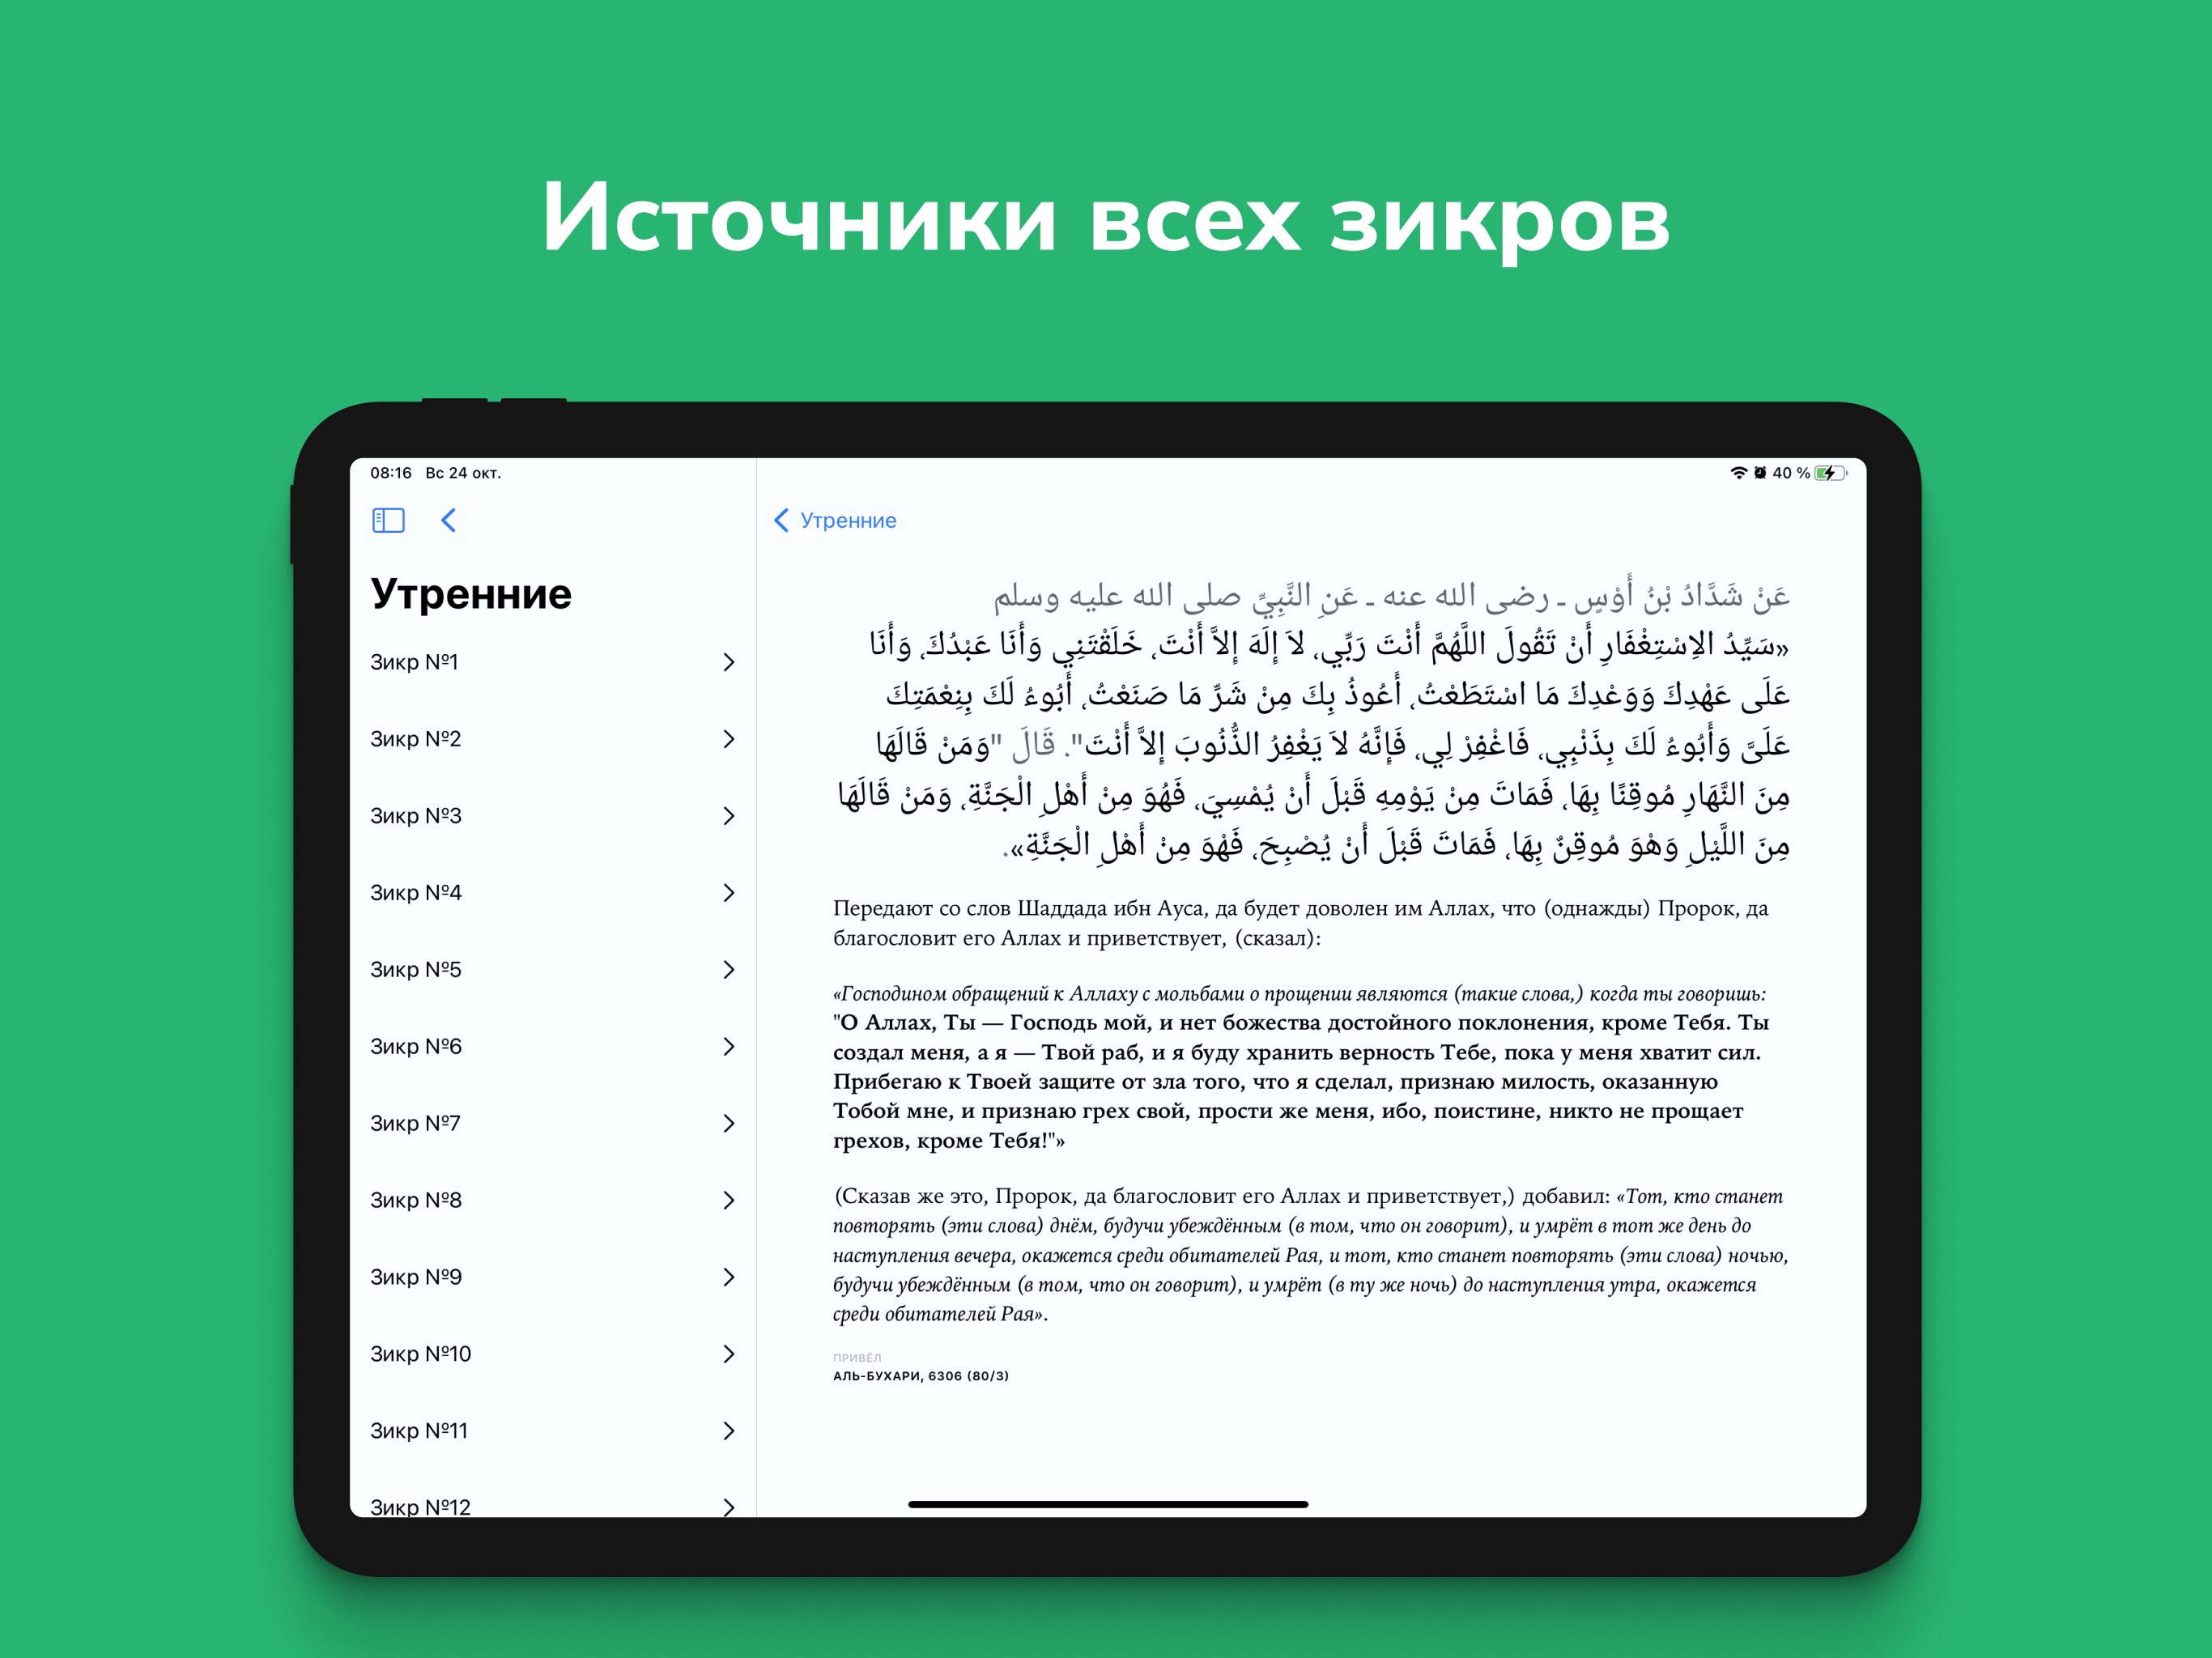 Источники всех зикров
08:16 Вс 24 окт.
40 %
Утренние
Утренние
Зикр №1
Зикр №2
Зикр №3
Зикр №4
Зикр №5
Зикр №6
Зикр №7
Зикр №8
Зикр №9
Зикр №10
Зикр №11
Зикр №12
عَنْ شَدَّادُ بْنُ أَوْسٍ ـ رضى الله عنه ـ عَنِ النَّبِيِّ صلى الله عليه وسلم
«سَيِّدُ الاِسْتِغْفَارِ أَنْ تَقُولَ اللَّهُمَّ أَنْتَ رَبِّي، لاَ إِلَهَ إِلاَّ أَنْتَ، خَلَقْتَنِي وَأَنَا عَبْدُكَ، وَأَنَا
عَلَى عَهْدِكَ وَوَعْدِكَ مَا اسْتَطَعْتُ، أَعُوذُ بِكَ مِنْ شَرِّ مَا صَنَعْتُ، أَبُوءُ لَكَ بِنِعْمَتِكَ
عَلَىَّ وَأَبُوءُ لَكَ بِذَنْبِي، فَاغْفِرْ لِي، فَإِنَّهُ لاَ يَغْفِرُ الذُّنُوبَ إِلاَّ أَنْتَ". قَالَ "وَمَنْ قَالَهَا
مِنَ النَّهَارِ مُوقِنًا بِهَا، فَمَاتَ مِنْ يَوْمِهِ قَبْلَ أَنْ يُمْسِيَ، فَهُوَ مِنْ أَهْلِ الْجَنَّةِ، وَمَنْ قَالَهَا
مِنَ اللَّيْلِ وَهْوَ مُوقِنٌ بِهَا، فَمَاتَ قَبْلَ أَنْ يُصْبِحَ، فَهْوَ مِنْ أَهْلِ الْجَنَّةِ».
Передают со слов Шаддада ибн Ауса, да будет доволен им Аллах, что (однажды) Пророк, да
благословит его Аллах и приветствует, (сказал):
«Господином обращений к Аллаху с мольбами о прощении являются (такие слова,) когда ты говоришь:
"О Аллах, Ты — Господь мой, и нет божества достойного поклонения, кроме Тебя. Ты
создал меня, а я — Твой раб, и я буду хранить верность Тебе, пока у меня хватит сил.
Прибегаю к Твоей защите от зла того, что я сделал, признаю милость, оказанную
Тобой мне, и признаю грех свой, прости же меня, ибо, поистине, никто не прощает
грехов, кроме Тебя!"»
(Сказав же это, Пророк, да благословит его Аллах и приветствует,) добавил: «Тот, кто станет
повторять (эти слова) днём, будучи убеждённым (в том, что он говорит), и умрёт в тот же день до
наступления вечера, окажется среди обитателей Рая, и тот, кто станет повторять (эти слова) ночью,
будучи убеждённым (в том, что он говорит), и умрёт (в ту же ночь) до наступления утра, окажется
среди обитателей Рая».
ПРИВЁЛ
АЛЬ-БУХАРИ, 6306 (80/3)